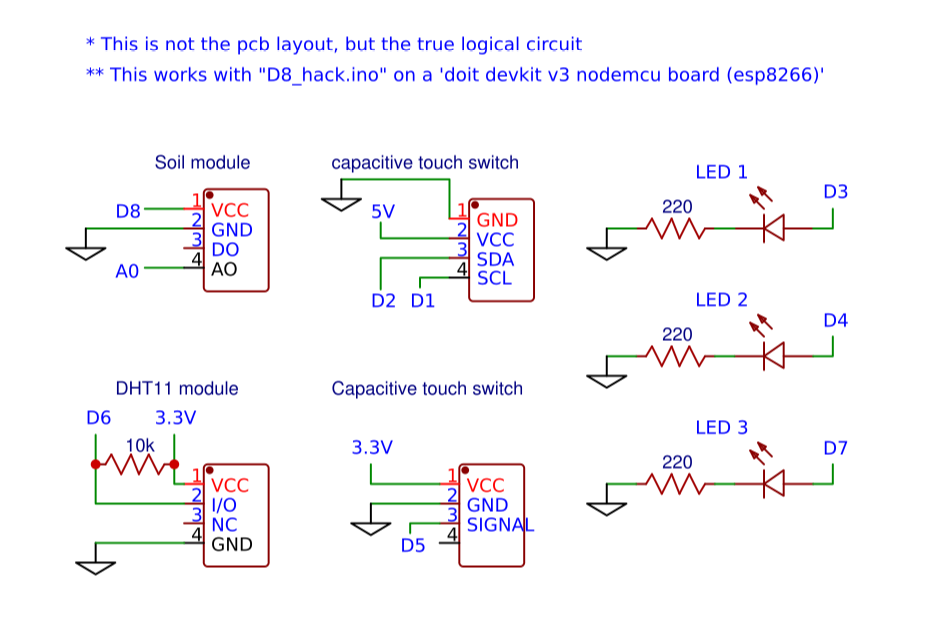 * This is not the pcb layout, but the true logical circuit
** This works with "D8_hack.ino" on a 'doit devkit v3 nodemcu board (esp8266)'
Soil module
D8
A0
1 VCC
2 GND
3 DO
4 AO
capacitive touch switch
5V
D2 D1
1 GND
2 VCC
3 SDA
4 SCL
LED 1
220
D3
LED 2
220
D4
DHT11 module
D6 3.3V
10k
1 VCC
2 I/O
3 NC
4 GND
Capacitive touch switch
3.3V
D5
1 VCC
2 GND
3 SIGNAL
4
LED 3
220
D7